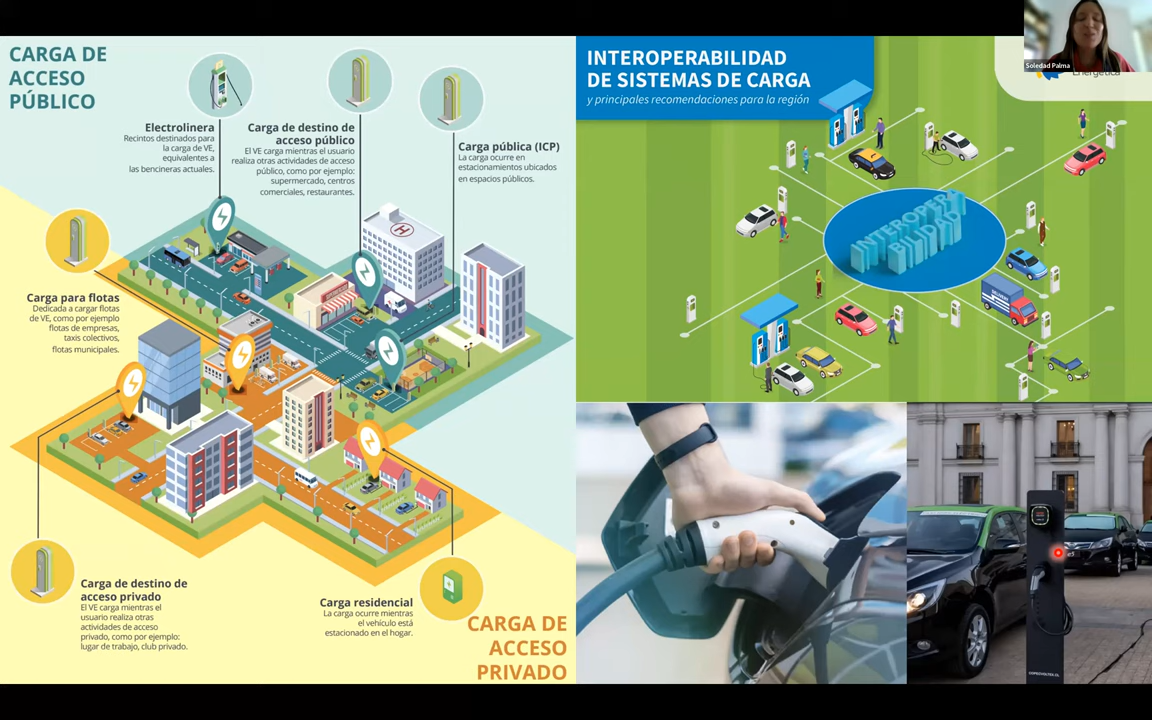 CARGA DE
ACCESO
PÚBLICO
Electrolinera
Recintos destinados para
la carga de VE,
equivalentes a
las bencineras actuales.
Carga de destino de
acceso público
El VE carga mientras el usuario
realiza otras actividades de acceso
público, como por ejemplo:
supermercado, centros
comerciales, restaurantes.
Carga pública (ICP)
La carga ocurre en
estacionamientos ubicados
en espacios públicos.
Carga para flotas
Dedicada a cargar flotas
de VE, como por ejemplo
flotas de empresas,
taxis colectivos,
flotas municipales.
H
Carga de destino de
acceso privado
El VE carga mientras el
usuario realiza otras
actividades de acceso
privado, como por ejemplo:
lugar de trabajo, club privado.
Carga residencial
La carga ocurre mientras
el vehículo está
estacionado en el hogar.
CARGA DE
ACCESO
PRIVADO
INTEROPERABILIDAD
DE SISTEMAS DE CARGA
y principales recomendaciones para la región
Soledad Palma
Energética
INTEROPERA
BILIDAD
DELIVERY